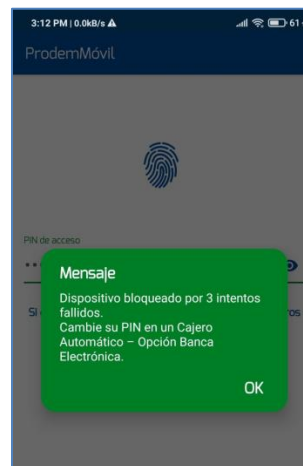 3:12 PM | 0.0kB/s
61
ProdemMóvil
PIN de acceso
Mensaje
Dispositivo bloqueado por 3 intentos
fallidos.
Cambie su PIN en un Cajero
Automático – Opción Banca
Electrónica.
OK